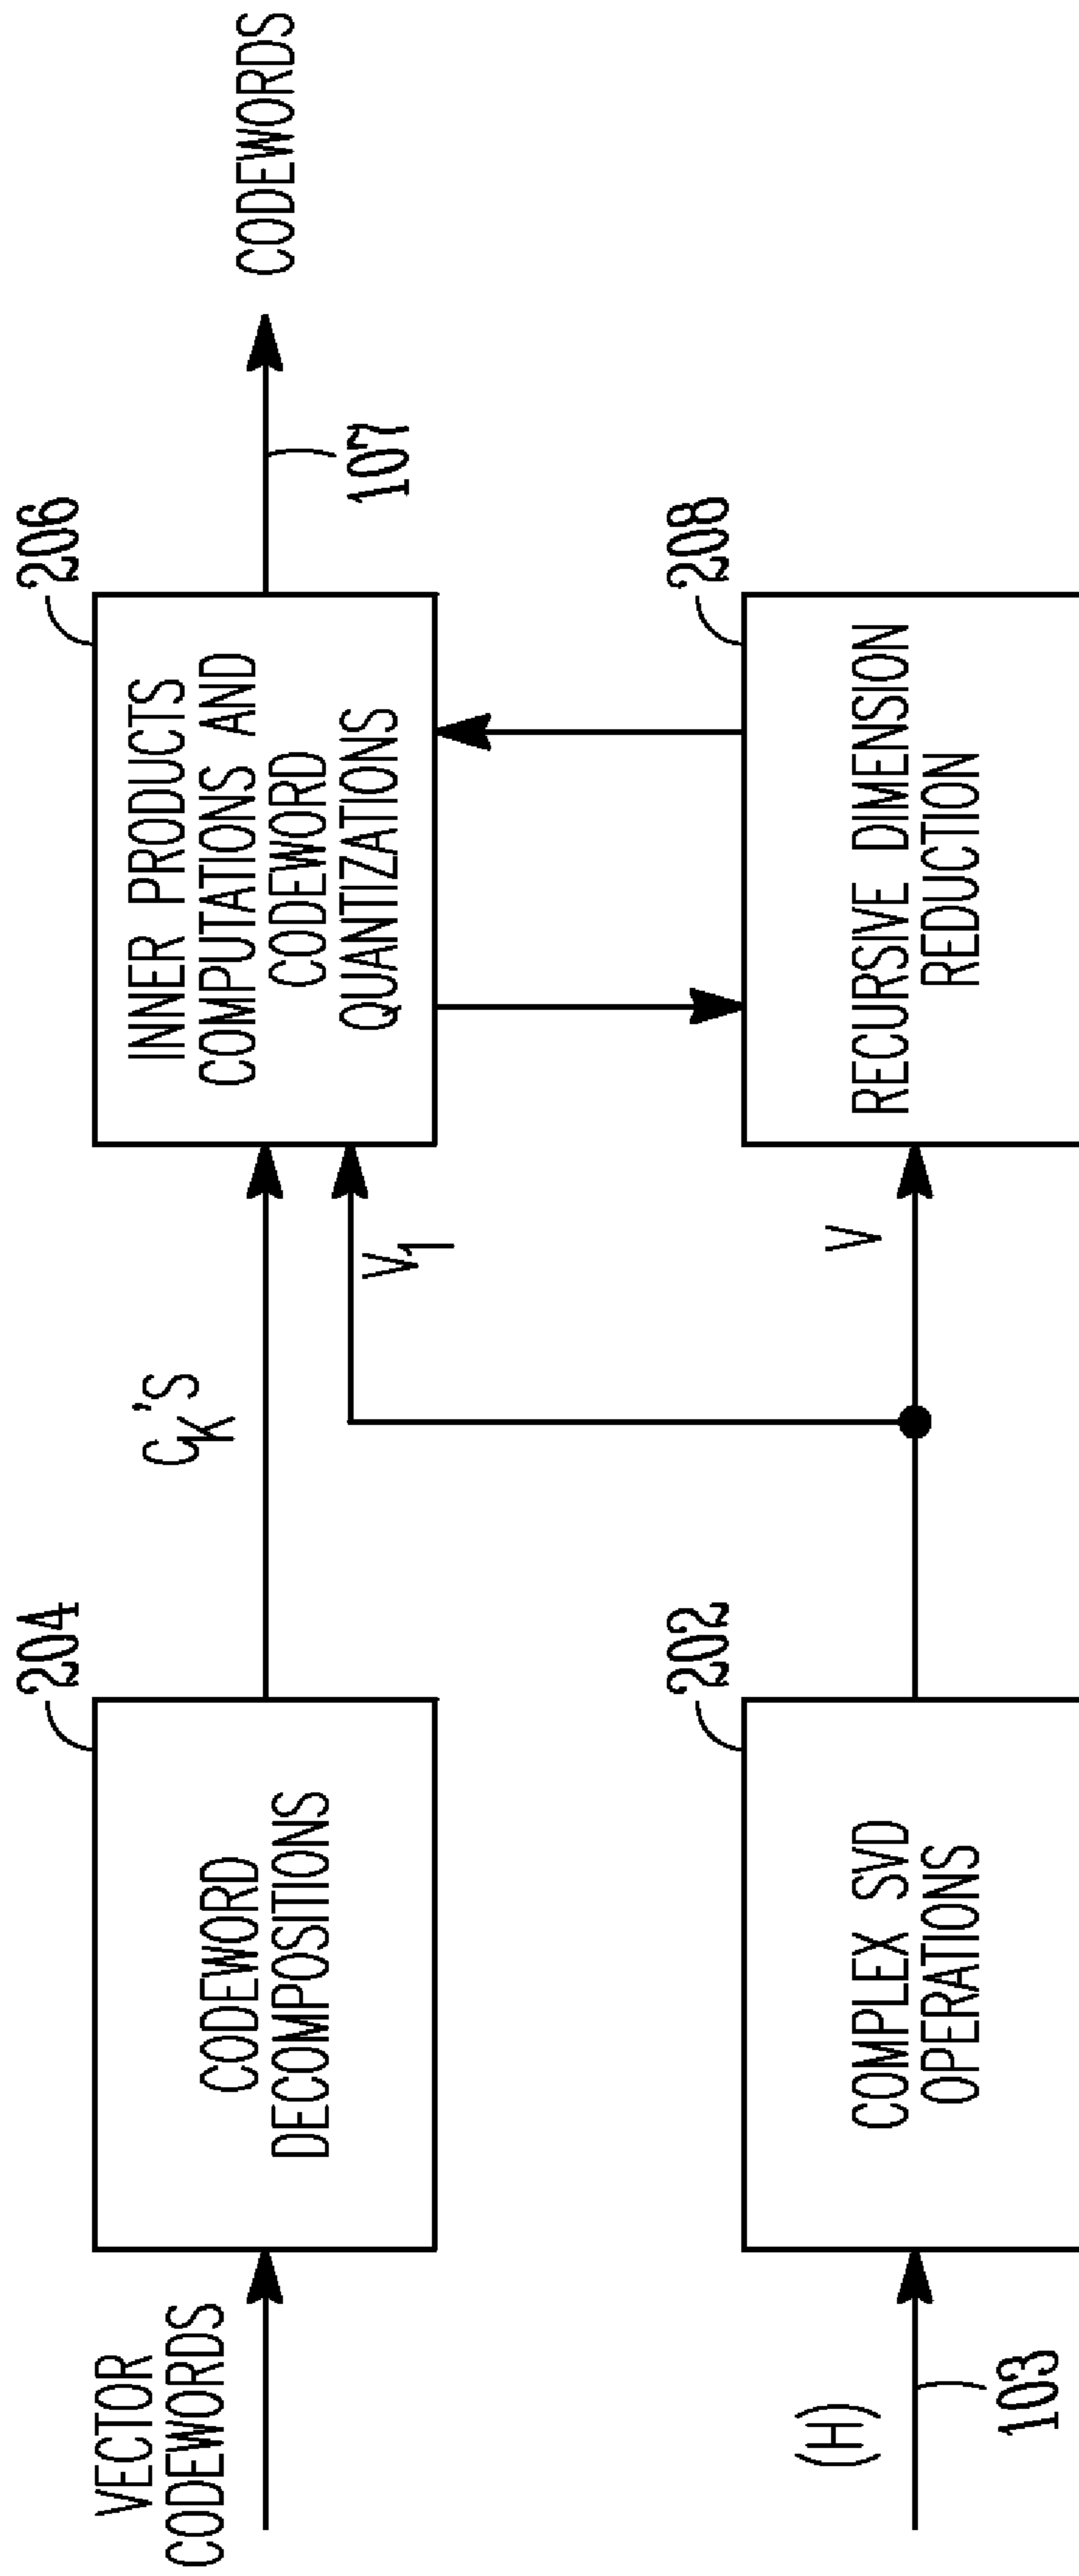 VECTOR
CODEWORDS
204
CODEWORD
DECOMPOSITIONS
CK'S
V1
206
INNER PRODUCTS
COMPUTATIONS AND
CODEWORD
QUANTIZATIONS
107
CODEWORDS
(H)
103
202
COMPLEX SVD
OPERATIONS
V
208
RECURSIVE DIMENSION
REDUCTION